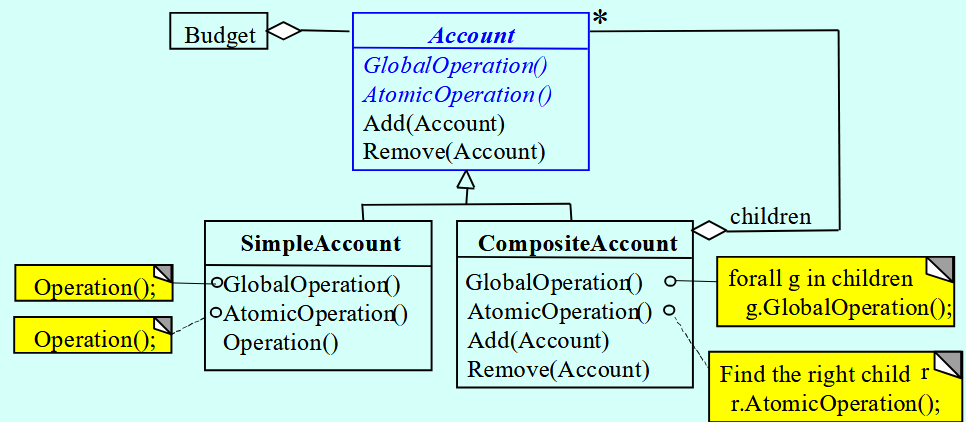 Budget
Account
*
GlobalOperation()
AtomicOperation()
Add(Account)
Remove(Account)
children
SimpleAccount
GlobalOperation()
AtomicOperation()
Operation()
Operation();
Operation();
CompositeAccount
GlobalOperation()
AtomicOperation()
Add(Account)
Remove(Account)
forall g in children
g.GlobalOperation();
Find the right child r
r.AtomicOperation();